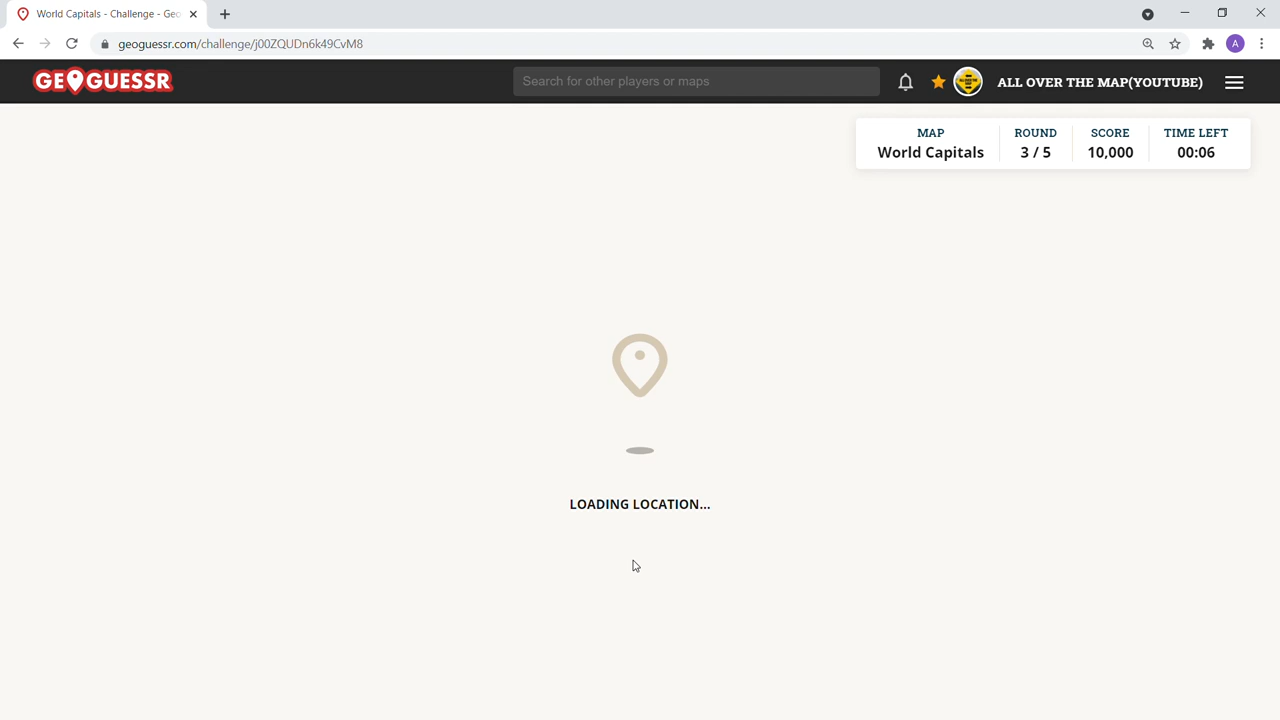 World Capitals - Challenge - Geo
geoguessr.com/challenge/j00ZQUDn6k49CvM8
A
GEOGUESSR
Search for other players or maps
ALL OVER THE MAP(YOUTUBE)
MAP ROUND SCORE TIME LEFT
World Capitals 3 / 5 10,000 00:06
LOADING LOCATION...